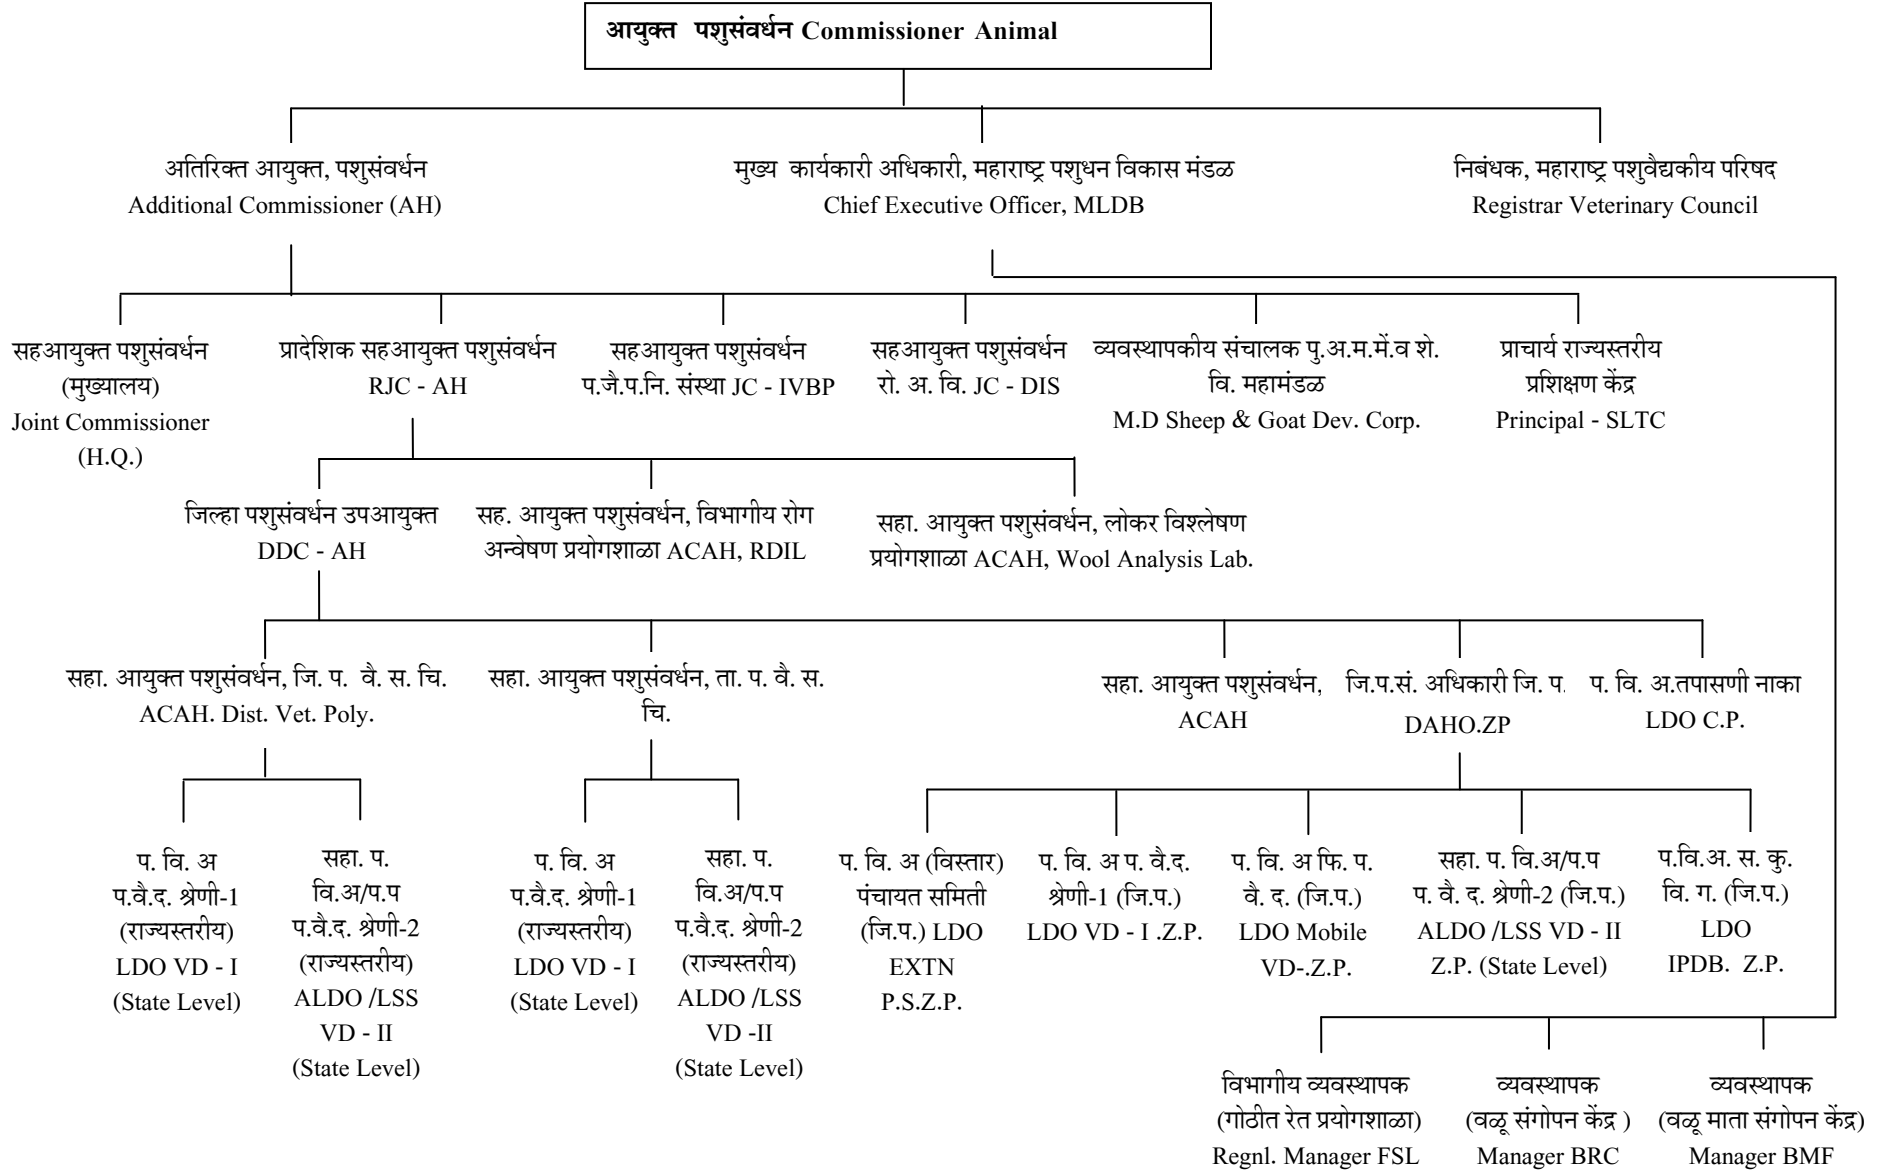 आयुक्त पशुसंवर्धन Commissioner Animal
अतिरिक्त आयुक्त, पशुसंवर्धन
Additional Commissioner (AH)
मुख्य कार्यकारी अधिकारी, महाराष्ट्र पशुधन विकास मंडळ
Chief Executive Officer, MLDB
निबंधक, महाराष्ट्र पशुवैद्यकीय परिषद
Registrar Veterinary Council
सहआयुक्त पशुसंवर्धन
(मुख्यालय)
Joint Commissioner
(H.Q.)
प्रादेशिक सहआयुक्त पशुसंवर्धन
RJC - AH
सहआयुक्त पशुसंवर्धन
प.जै.प.नि. संस्था JC - IVBP
सहआयुक्त पशुसंवर्धन
रो. अ. वि. JC - DIS
व्यवस्थापकीय संचालक पु.अ.म.में.व शे.
वि. महामंडळ
M.D Sheep & Goat Dev. Corp.
प्राचार्य राज्यस्तरीय
प्रशिक्षण केंद्र
Principal - SLTC
जिल्हा पशुसंवर्धन उपआयुक्त
DDC - AH
सह. आयुक्त पशुसंवर्धन, विभागीय रोग
अन्वेषण प्रयोगशाळा ACAH, RDIL
सहा. आयुक्त पशुसंवर्धन, लोकर विश्लेषण
प्रयोगशाळा ACAH, Wool Analysis Lab.
सहा. आयुक्त पशुसंवर्धन, जि. प. वै. स. चि.
ACAH. Dist. Vet. Poly.
सहा. आयुक्त पशुसंवर्धन, ता. प. वै. स.
चि.
सहा. आयुक्त पशुसंवर्धन,
ACAH
जि.प.सं. अधिकारी जि. प.
DAHO.ZP
प. वि. अ.तपासणी नाका
LDO C.P.
प. वि. अ
प.वै.द. श्रेणी-1
(राज्यस्तरीय)
LDO VD - I
(State Level)
सहा. प.
वि.अ/प.प
प.वै.द. श्रेणी-2
(राज्यस्तरीय)
ALDO /LSS
VD - II
(State Level)
प. वि. अ
प.वै.द. श्रेणी-1
(राज्यस्तरीय)
LDO VD - I
(State Level)
सहा. प.
वि.अ/प.प
प.वै.द. श्रेणी-2
(राज्यस्तरीय)
ALDO /LSS
VD -II
(State Level)
प. वि. अ (विस्तार)
पंचायत समिती
(जि.प.) LDO
EXTN
P.S.Z.P.
प. वि. अ प. वै.द.
श्रेणी-1 (जि.प.)
LDO VD - I .Z.P.
प. वि. अ फि. प.
वै. द. (जि.प.)
LDO Mobile
VD-.Z.P.
सहा. प. वि.अ/प.प
प. वै. द. श्रेणी-2 (जि.प.)
ALDO /LSS VD - II
Z.P. (State Level)
प.वि.अ. स. कु.
वि. ग. (जि.प.)
LDO
IPDB. Z.P.
विभागीय व्यवस्थापक
(गोठीत रेत प्रयोगशाळा)
Regnl. Manager FSL
व्यवस्थापक
(वळू संगोपन केंद्र )
Manager BRC
व्यवस्थापक
(वळू माता संगोपन केंद्र)
Manager BMF